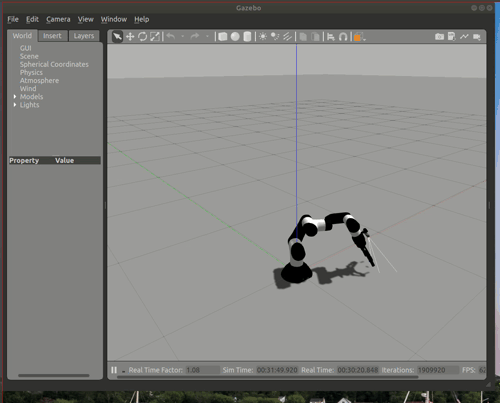 Gazebo
File Edit Camera View Window Help
World Insert Layers
GUI
Scene
Spherical Coordinates
Physics
Atmosphere
Wind
Models
Lights
Property Value
Real Time Factor: 1.08 Sim Time: 00:31:49.920 Real Time: 00:30:20.848 Iterations: 1909920 FPS: 62